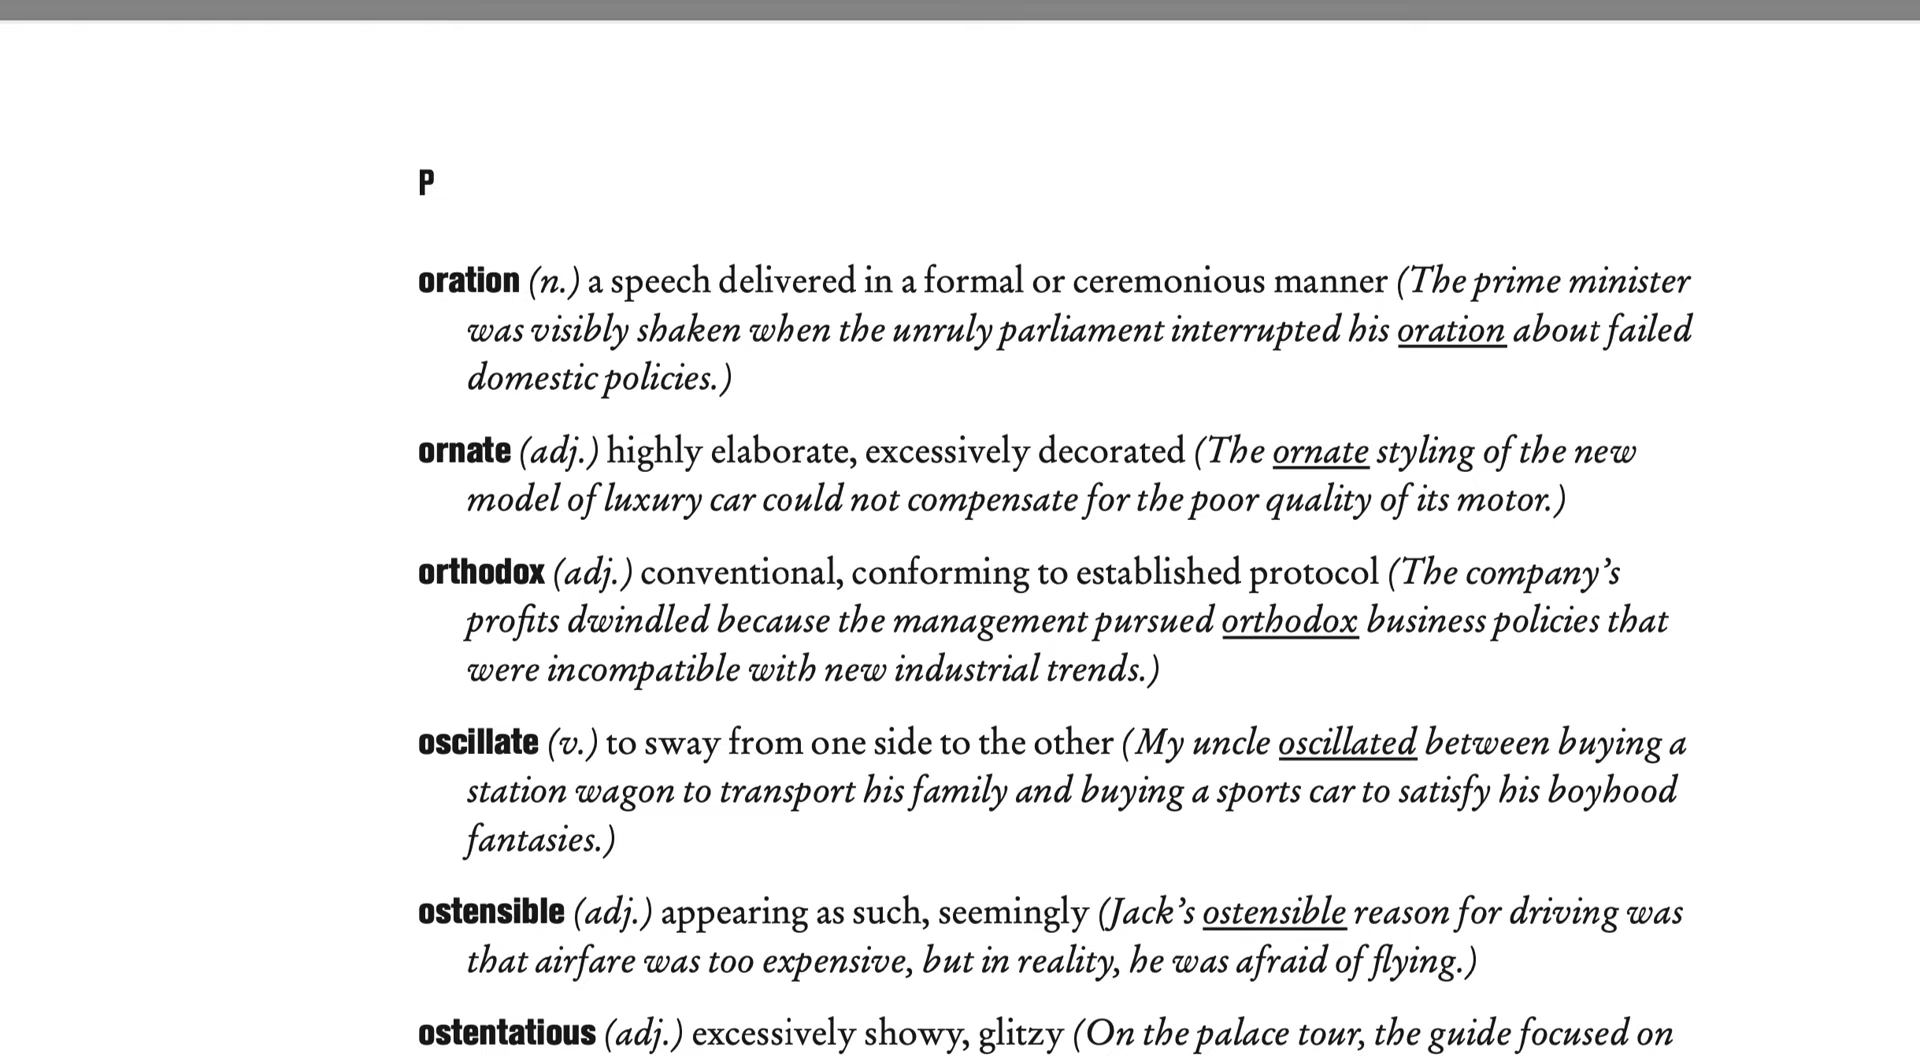 P
oration (n.) a speech delivered in a formal or ceremonious manner (The prime minister
was visibly shaken when the unruly parliament interrupted his oration about failed
domestic policies.)
ornate (adj.) highly elaborate, excessively decorated (The ornate styling of the new
model of luxury car could not compensate for the poor quality of its motor.)
orthodox (adj.) conventional, conforming to established protocol (The company’s
profits dwindled because the management pursued orthodox business policies that
were incompatible with new industrial trends.)
oscillate (v.) to sway from one side to the other (My uncle oscillated between buying a
station wagon to transport his family and buying a sports car to satisfy his boyhood
fantasies.)
ostensible (adj.) appearing as such, seemingly (Jack’s ostensible reason for driving was
that airfare was too expensive, but in reality, he was afraid of flying.)
ostentatious (adj.) excessively showy, glitzy (On the palace tour, the guide focused on